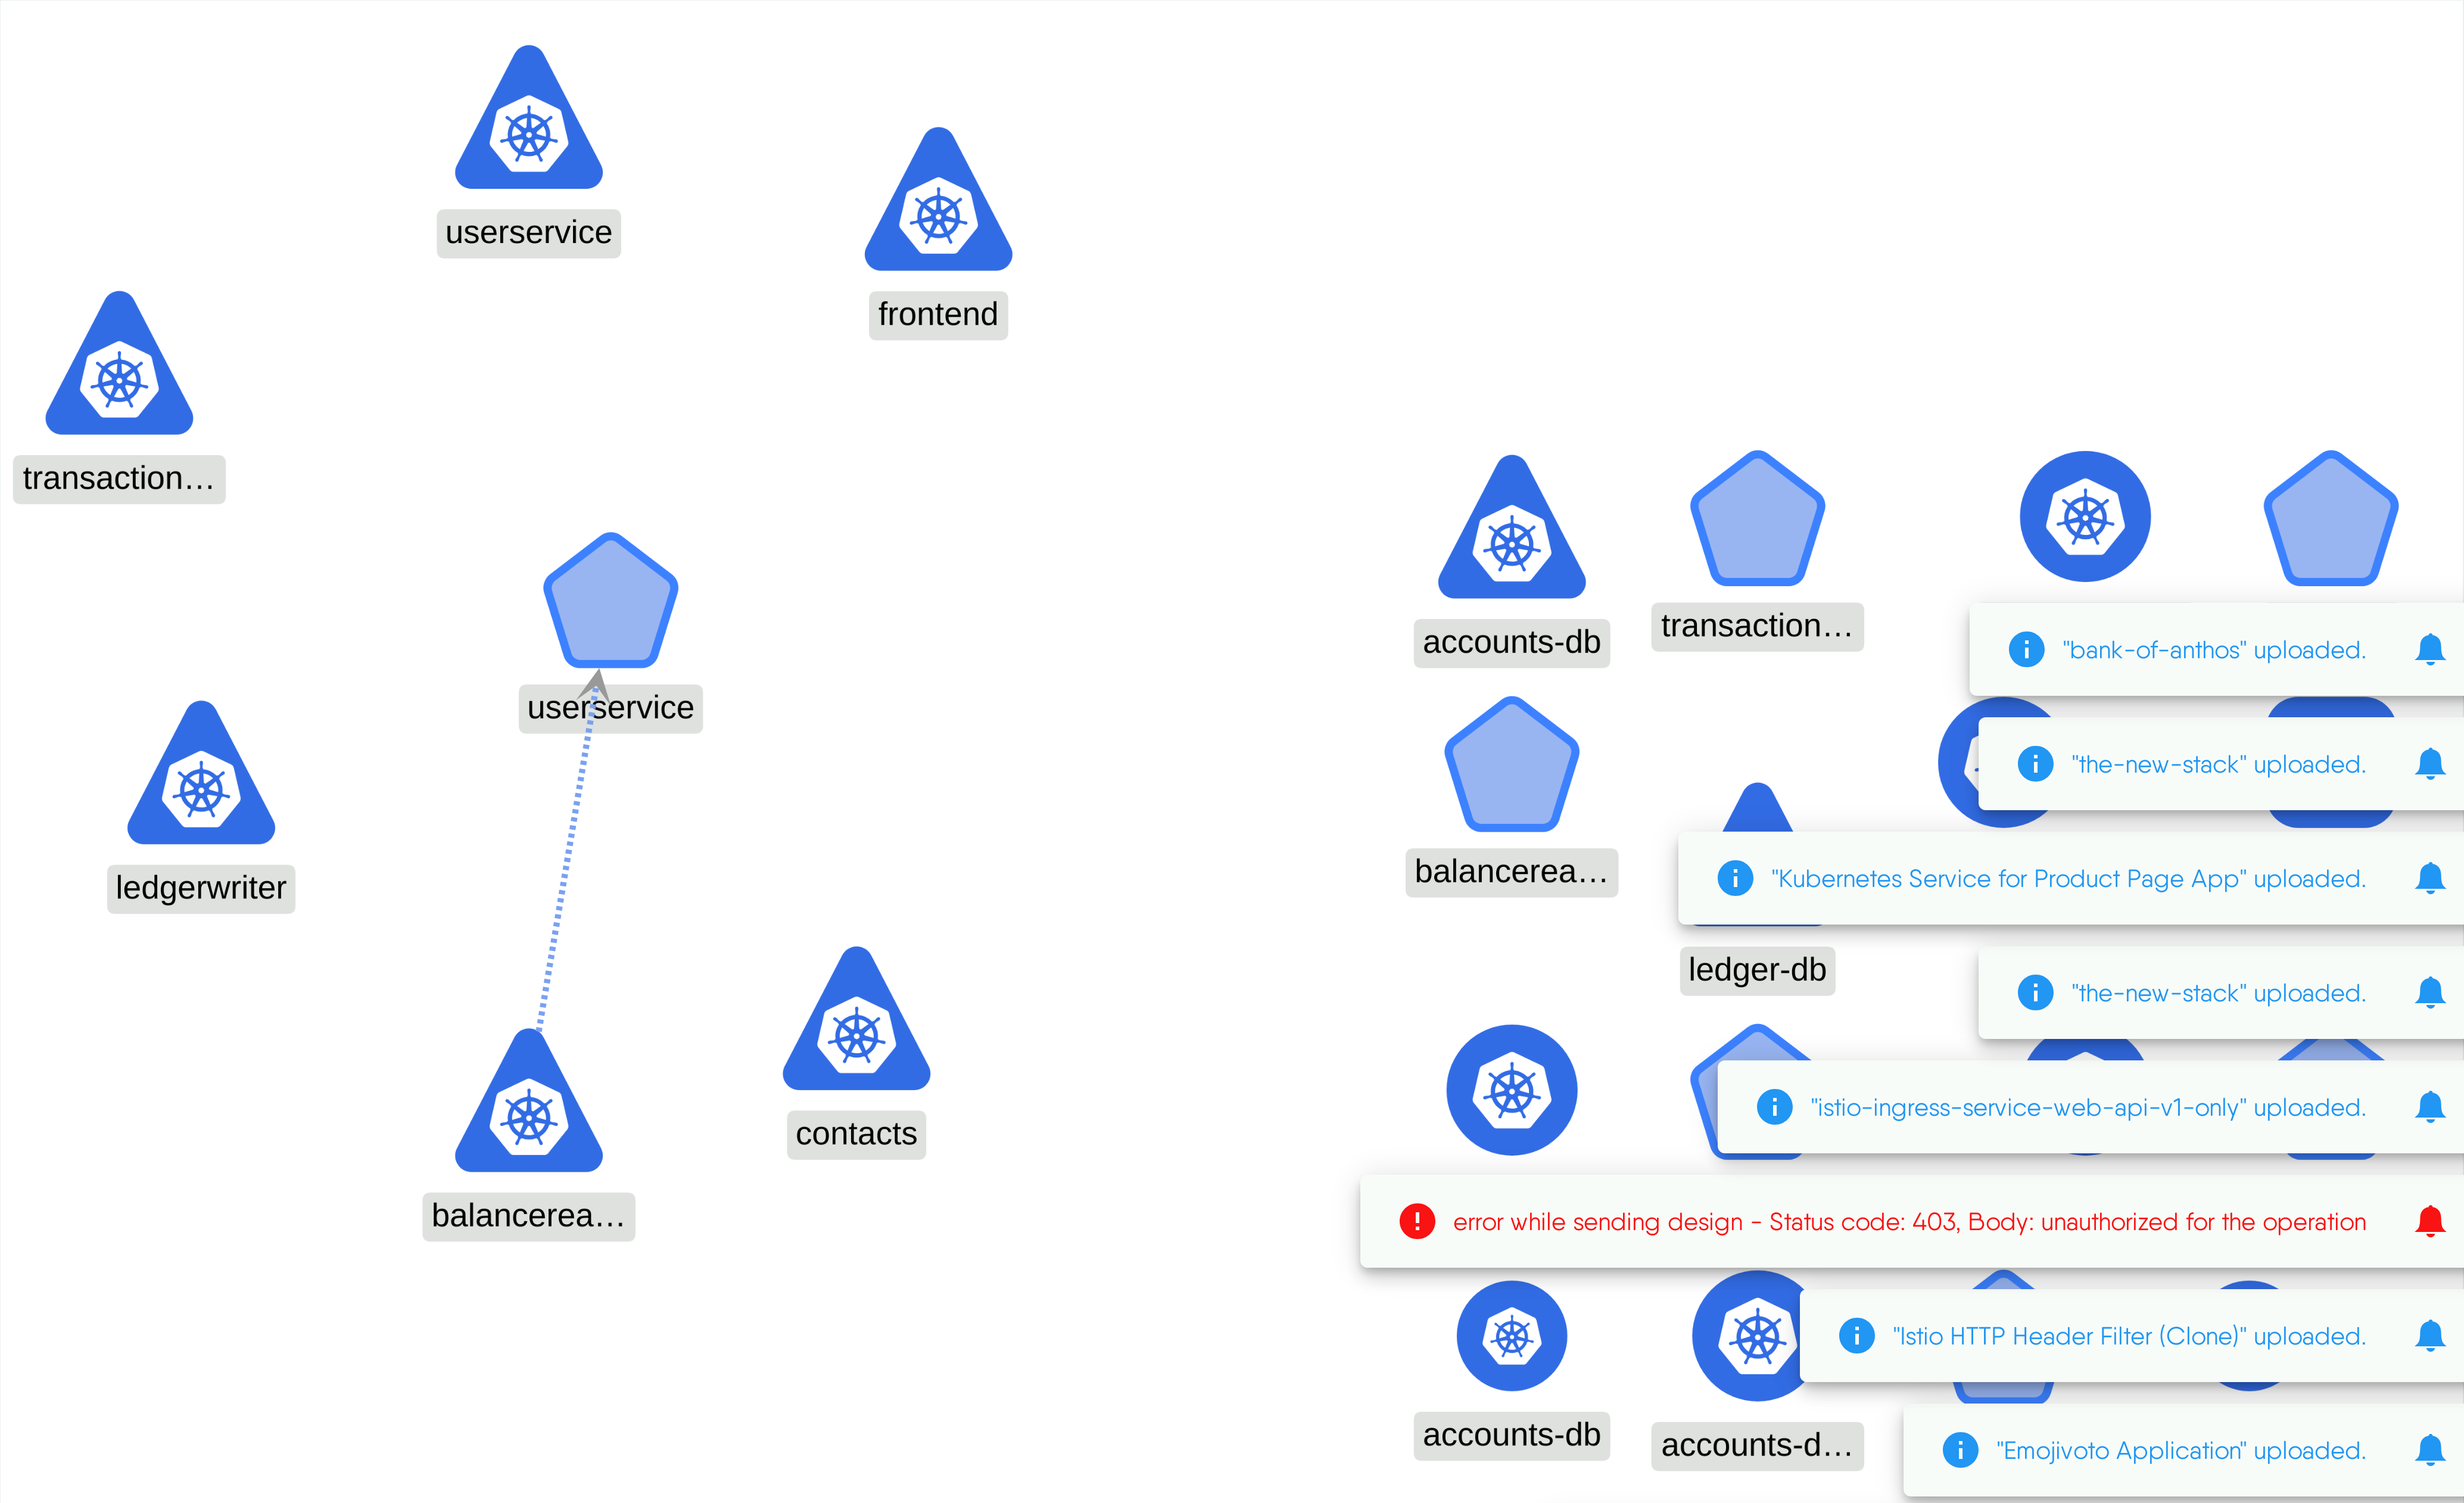 userservice
frontend
transaction…
userservice
ledgerwriter
contacts
balancerea…
accounts-db
transaction…
balancerea…
ledger-db
accounts-db
accounts-d…
"bank-of-anthos" uploaded.
"the-new-stack" uploaded.
"Kubernetes Service for Product Page App" uploaded.
"the-new-stack" uploaded.
"istio-ingress-service-web-api-v1-only" uploaded.
error while sending design - Status code: 403, Body: unauthorized for the operation
"Istio HTTP Header Filter (Clone)" uploaded.
"Emojivoto Application" uploaded.